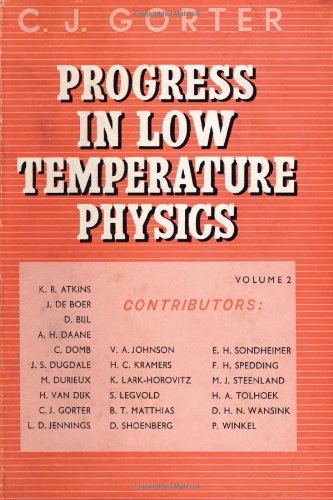 C. J. GORTER
PROGRESS
IN LOW
TEMPERATURE
PHYSICS
VOLUME 2
CONTRIBUTORS:
K. R. ATKINS
J. DE BOER
D. BIJL
A. H. DAANE
C. DOMB
J. S. DUGDALE
M. DURIEUX
H. VAN DIJK
C. J. GORTER
L. D. JENNINGS
V. A. JOHNSON
H. C. KRAMERS
K. LARK-HOROVITZ
S. LEGVOLD
B. T. MATTHIAS
D. SHOENBERG
E. H. SONDHEIMER
F. H. SPEDDING
M. J. STEENLAND
H. A. TOLHOEK
D. H. N. WANSINK
P. WINKEL